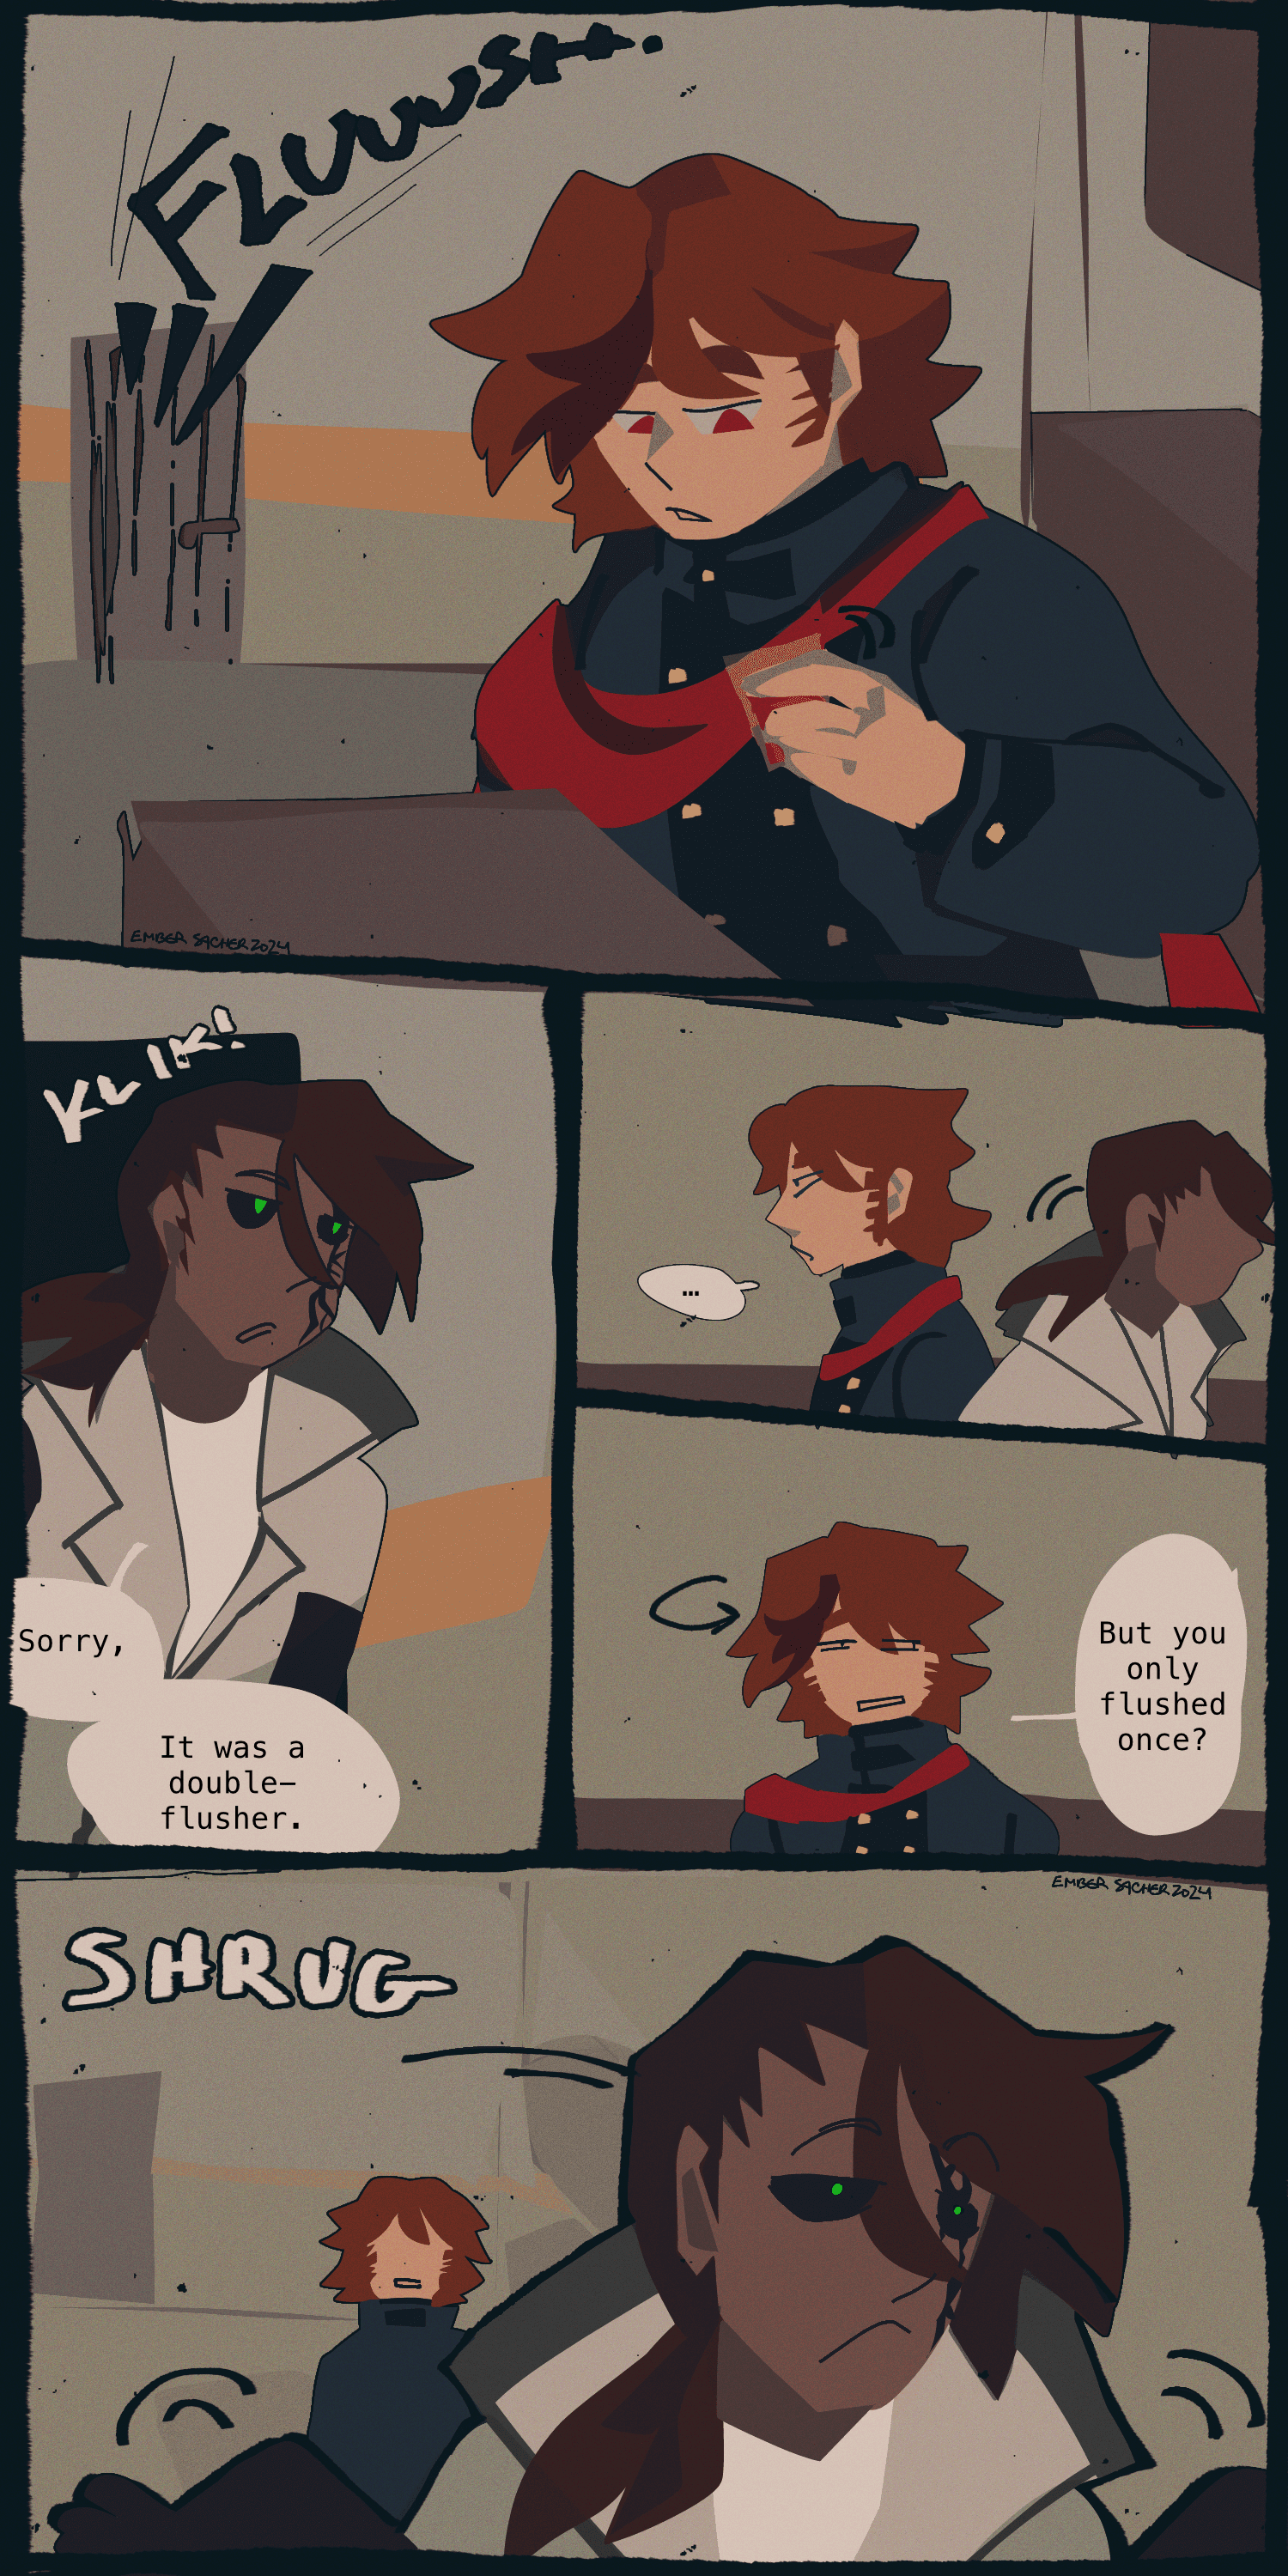 FLUUUSH.
EMBER SACHER 2024
KLIK!
Sorry,
It was a
double-
flusher.
...
But you
only
flushed
once?
EMBER SACHER 2024
SHRUG